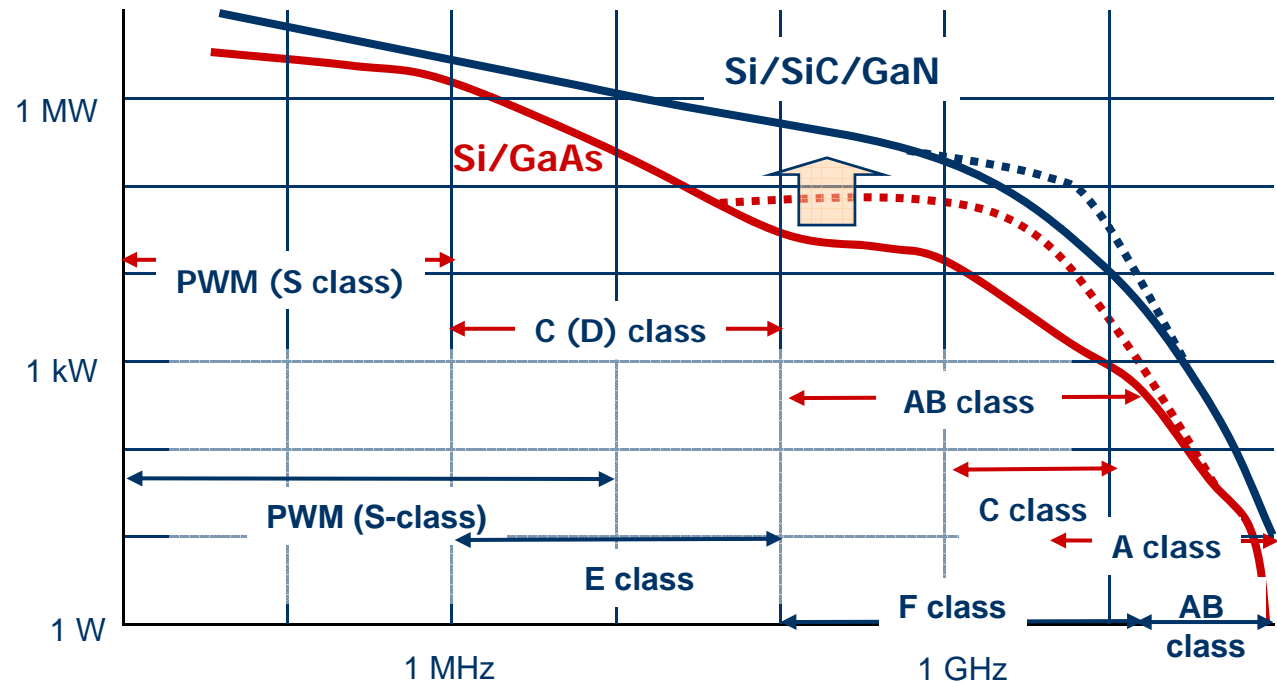 Si/SiC/GaN
1 MW
Si/GaAs
PWM (S class)
C (D) class
1 kW
AB class
PWM (S-class)
C class
A class
E class
F class
AB
class
1 W
1 MHz
1 GHz